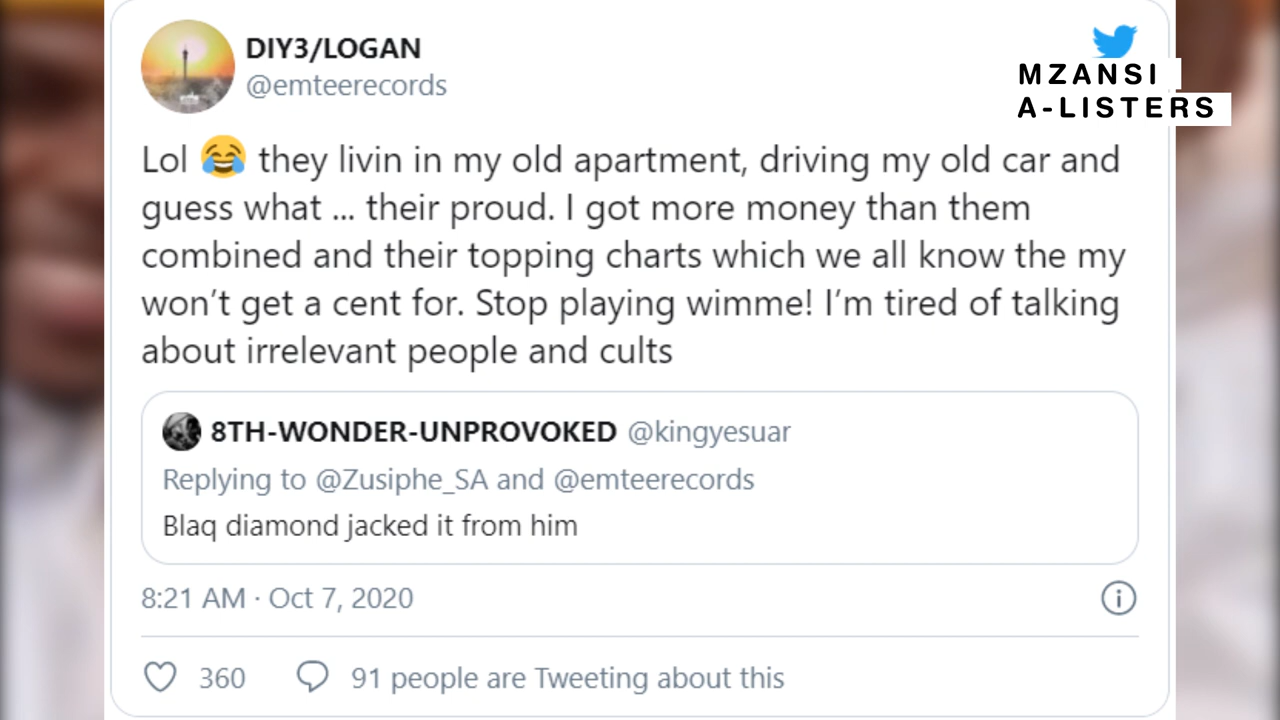 DIY3/LOGAN
@emteerecords
MZANSI
A-LISTERS
Lol 😂 they livin in my old apartment, driving my old car and
guess what ... their proud. I got more money than them
combined and their topping charts which we all know the my
won't get a cent for. Stop playing wimme! I'm tired of talking
about irrelevant people and cults
8TH-WONDER-UNPROVOKED @kingyesuar
Replying to @Zusiphe_SA and @emteerecords
Blaq diamond jacked it from him
8:21 AM · Oct 7, 2020
360 91 people are Tweeting about this